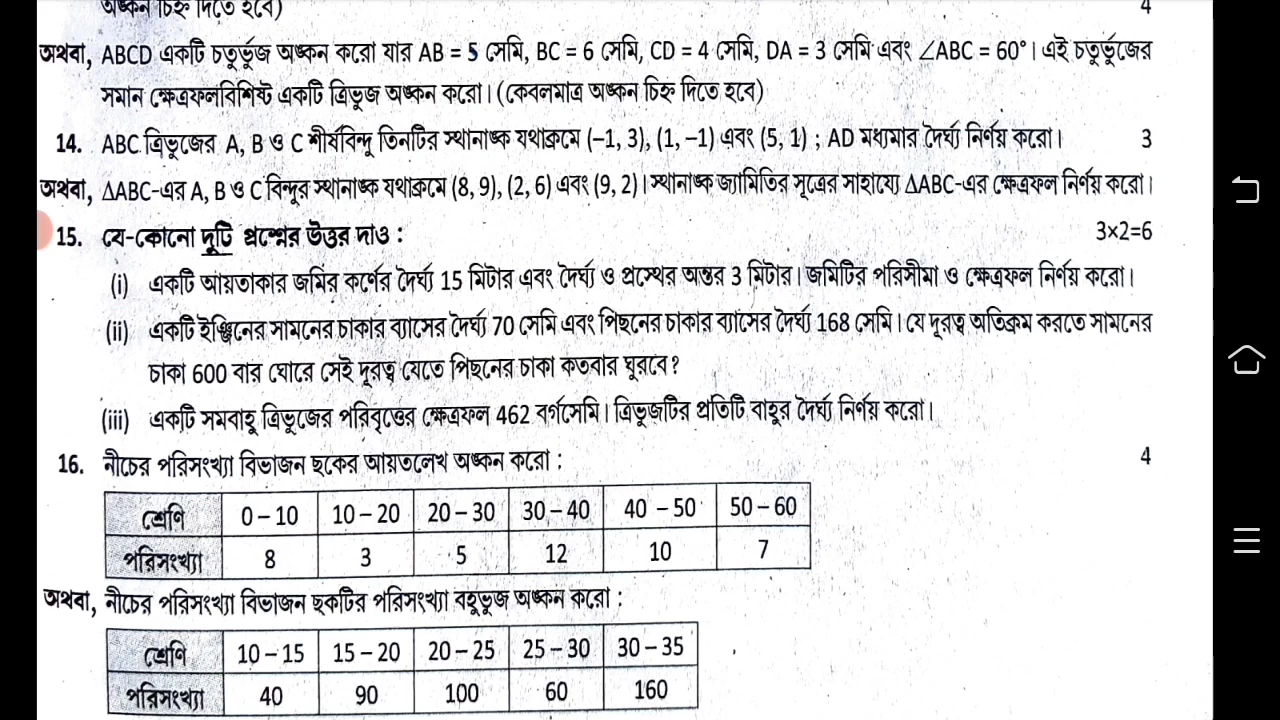 অঙ্কন চিহ্ন দিতে হবে) 4
অথবা, ABCD একটি চতুর্ভুজ অঙ্কন করো যার AB = 5 সেমি, BC = 6 সেমি, CD = 4 সেমি, DA = 3 সেমি এবং ∠ABC = 60°। এই চতুর্ভুজের
সমান ক্ষেত্রফলবিশিষ্ট একটি ত্রিভুজ অঙ্কন করো। (কেবলমাত্র অঙ্কন চিহ্ন দিতে হবে)
14. ABC ত্রিভুজের A, B ও C শীর্ষবিন্দু তিনটির স্থানাঙ্ক যথাক্রমে (−1, 3), (1, −1) এবং (5, 1) ; AD মধ্যমার দৈর্ঘ্য নির্ণয় করো। 3
অথবা, ΔABC-এর A, B ও C বিন্দুর স্থানাঙ্ক যথাক্রমে (8, 9), (2, 6) এবং (9, 2)। স্থানাঙ্ক জ্যামিতির সূত্রের সাহায্যে ΔABC-এর ক্ষেত্রফল নির্ণয় করো।
15. যে-কোনো দুটি প্রশ্নের উত্তর দাও : 3×2=6
(i) একটি আয়তাকার জমির কর্ণের দৈর্ঘ্য 15 মিটার এবং দৈর্ঘ্য ও প্রস্থের অন্তর 3 মিটার। জমিটির পরিসীমা ও ক্ষেত্রফল নির্ণয় করো।
(ii) একটি ইঞ্জিনের সামনের চাকার ব্যাসের দৈর্ঘ্য 70 সেমি এবং পিছনের চাকার ব্যাসের দৈর্ঘ্য 168 সেমি। যে দূরত্ব অতিক্রম করতে সামনের
চাকা 600 বার ঘোরে সেই দূরত্ব যেতে পিছনের চাকা কতবার ঘুরবে?
(iii) একটি সমবাহু ত্রিভুজের পরিবৃত্তের ক্ষেত্রফল 462 বর্গসেমি। ত্রিভুজটির প্রতিটি বাহুর দৈর্ঘ্য নির্ণয় করো।
16. নীচের পরিসংখ্যা বিভাজন ছকের আয়তলেখ অঙ্কন করো : 4
শ্রেণি 0 – 10 10 – 20 20 – 30 30 – 40 40 – 50 50 – 60
পরিসংখ্যা 8 3 5 12 10 7
অথবা, নীচের পরিসংখ্যা বিভাজন ছকটির পরিসংখ্যা বহুভুজ অঙ্কন করো :
শ্রেণি 10 – 15 15 – 20 20 – 25 25 – 30 30 – 35
পরিসংখ্যা 40 90 100 60 160